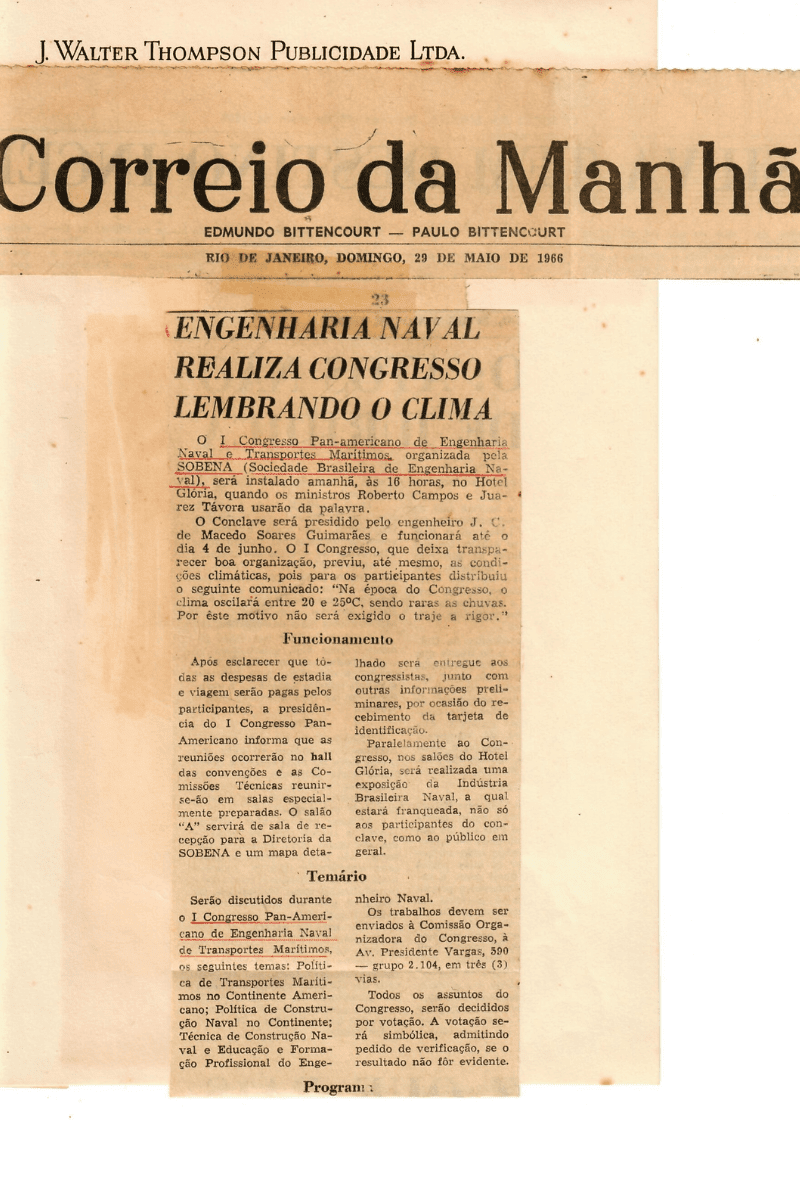 J. WALTER THOMPSON PUBLICIDADE LTDA.
Correio da Manhã
EDMUNDO BITTENCOURT — PAULO BITTENCOURT
RIO DE JANEIRO, DOMINGO, 29 DE MAIO DE 1966
23
ENGENHARIA NAVAL
REALIZA CONGRESSO
LEMBRANDO O CLIMA
O I Congresso Pan-americano de Engenharia
Naval e Transportes Marítimos, organizada pela
SOBENA (Sociedade Brasileira de Engenharia Na-
val), será instalado amanhã, às 16 horas, no Hotel
Glória, quando os ministros Roberto Campos e Jua-
rez Távora usarão da palavra.
O Conclave será presidido pelo engenheiro J. C.
de Macedo Soares Guimarães e funcionará até o
dia 4 de junho. O I Congresso, que deixa transpa-
recer boa organização, previu, até mesmo, as condi-
ções climáticas, pois para os participantes distribuiu
o seguinte comunicado: "Na época do Congresso, o
clima oscilará entre 20 e 25ºC, sendo raras as chuvas.
Por êste motivo não será exigido o traje a rigor."
Funcionamento
Após esclarecer que tô-
das as despesas de estadia
e viagem serão pagas pelos
participantes, a presidên-
cia do I Congresso Pan-
Americano informa que as
reuniões ocorrerão no hall
das convenções e as Co-
missões Técnicas reunir-
se-ão em salas especial-
mente preparadas. O salão
"A" servirá de sala de re-
cepção para a Diretoria da
SOBENA e um mapa deta-
lhado será entregue aos
congressistas, junto com
outras informações preli-
minares, por ocasião do re-
cebimento da tarjeta de
identificação.
Paralelamente ao Con-
gresso, nos salões do Hotel
Glória, será realizada uma
exposição da Indústria
Brasileira Naval, a qual
estará franqueada, não só
aos participantes do con-
clave, como ao público em
geral.
Temário
Serão discutidos durante
o I Congresso Pan-Ameri-
cano de Engenharia Naval
de Transportes Marítimos,
os seguintes temas: Políti-
ca de Transportes Maríti-
mos no Continente Ameri-
cano; Política de Constru-
ção Naval no Continente;
Técnica de Construção Na-
val e Educação e Forma-
ção Profissional do Enge-
nheiro Naval.
Os trabalhos devem ser
enviados à Comissão Orga-
nizadora do Congresso, à
Av. Presidente Vargas, 590
— grupo 2.104, em três (3)
vias.
Todos os assuntos do
Congresso, serão decididos
por votação. A votação se-
rá simbólica, admitindo
pedido de verificação, se o
resultado não fôr evidente.
Programa